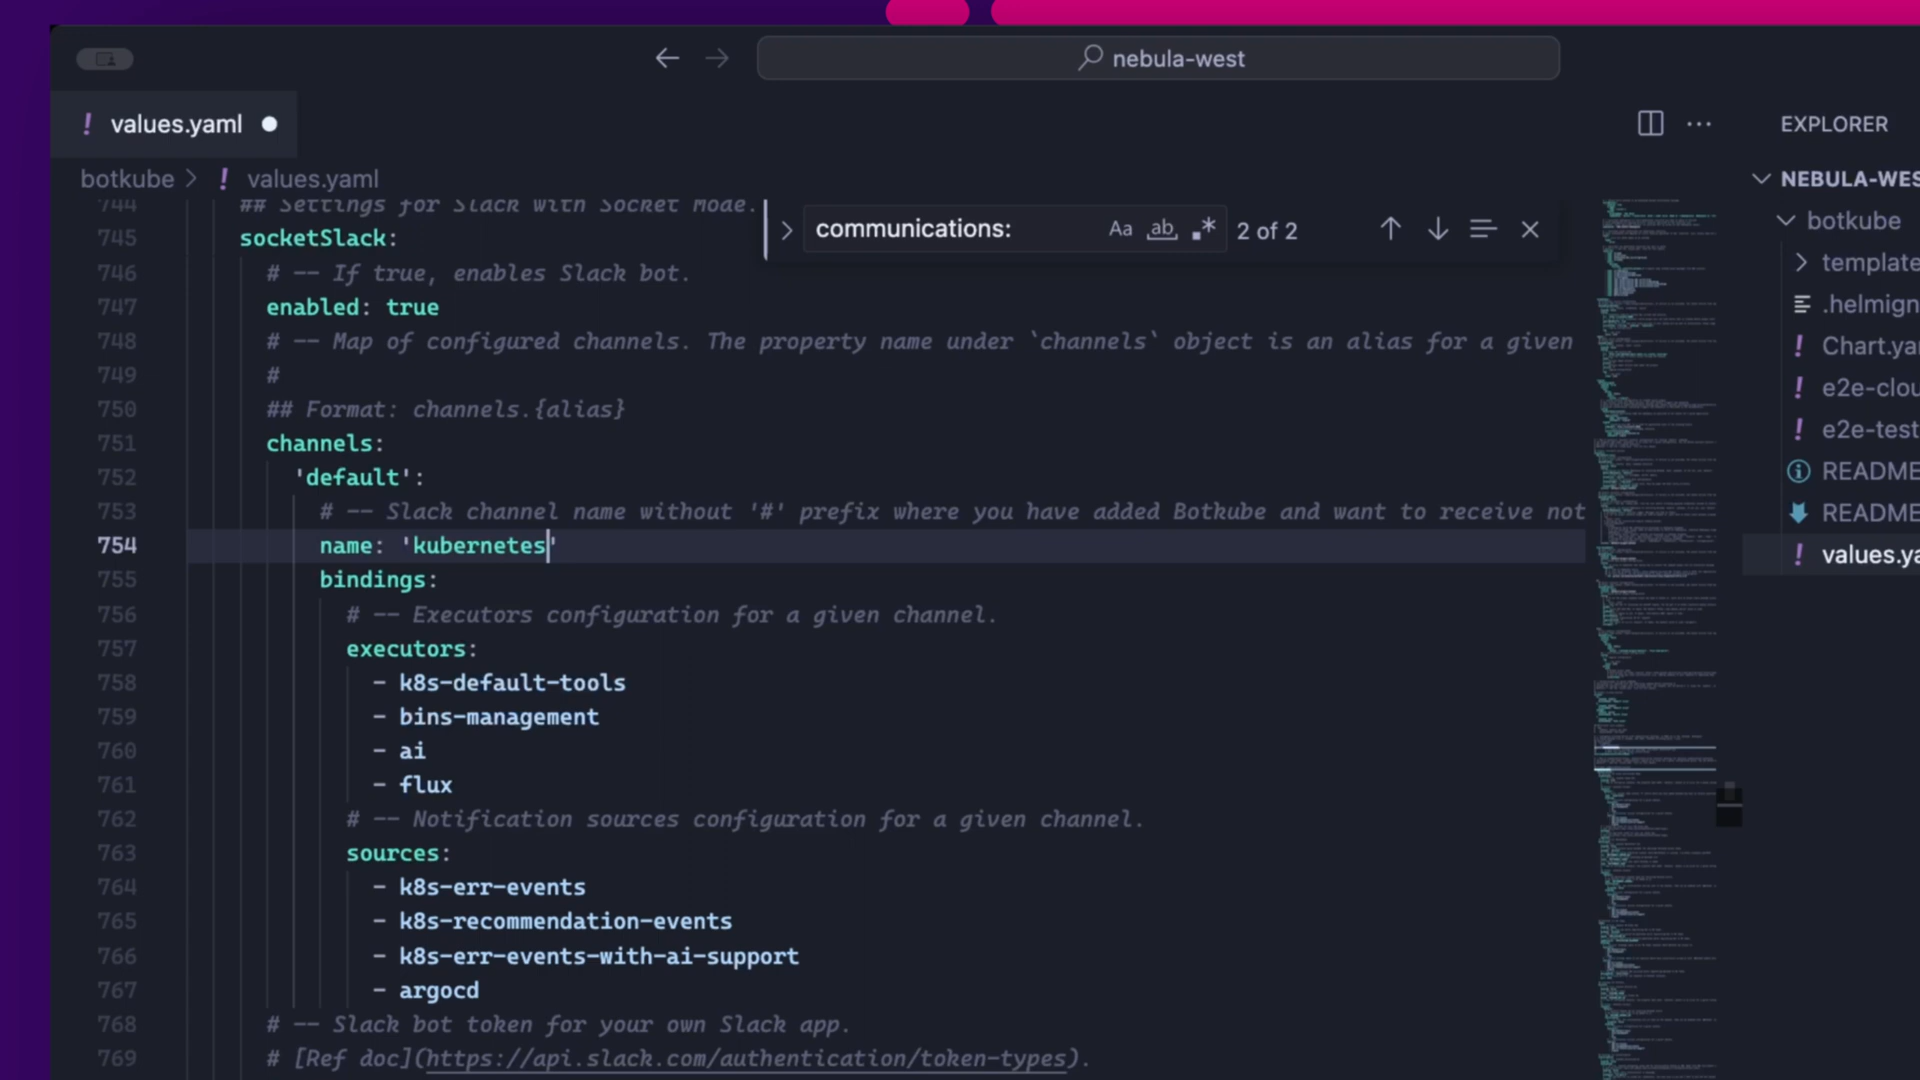 nebula-west
! values.yaml
EXPLORER
botkube > ! values.yaml
NEBULA-WES
communications:
Aa ab .*
2 of 2
744 ## Settings for Slack with Socket Mode.
745 socketSlack:
746 # -- If true, enables Slack bot.
747 enabled: true
748 # -- Map of configured channels. The property name under `channels` object is an alias for a given
749 #
750 ## Format: channels.{alias}
751 channels:
752 'default':
753 # -- Slack channel name without '#' prefix where you have added Botkube and want to receive not
754 name: 'kubernetes'
755 bindings:
756 # -- Executors configuration for a given channel.
757 executors:
758 - k8s-default-tools
759 - bins-management
760 - ai
761 - flux
762 # -- Notification sources configuration for a given channel.
763 sources:
764 - k8s-err-events
765 - k8s-recommendation-events
766 - k8s-err-events-with-ai-support
767 - argocd
768 # -- Slack bot token for your own Slack app.
769 # [Ref doc](https://api.slack.com/authentication/token-types).
botkube
template
.helmign
! Chart.ya
! e2e-clou
! e2e-test
README
README
! values.ya